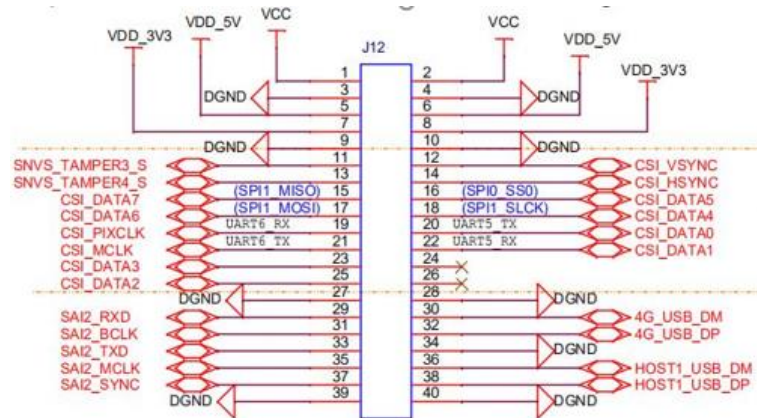 VCC VCC
VDD_5V J12 VDD_5V
VDD_3V3 VDD_3V3
1 2
DGND 3 4 DGND
5 6
7 8
DGND 9 10 DGND
SNVS_TAMPER3_S 11 12 CSI_VSYNC
SNVS_TAMPER4_S 13 14 CSI_HSYNC
CSI_DATA7 (SPI1_MISO) 15 16 (SPI0_SS0) CSI_DATA5
CSI_DATA6 (SPI1_MOSI) 17 18 (SPI1_SLCK) CSI_DATA4
CSI_PIXCLK UART6_RX 19 20 UART5_TX CSI_DATA0
CSI_MCLK UART6_TX 21 22 UART5_RX CSI_DATA1
CSI_DATA3 23 24
CSI_DATA2 25 26
DGND 27 28 DGND
SAI2_RXD 29 30 4G_USB_DM
SAI2_BCLK 31 32 4G_USB_DP
SAI2_TXD 33 34 DGND
SAI2_MCLK 35 36 HOST1_USB_DM
SAI2_SYNC 37 38 HOST1_USB_DP
DGND 39 40 DGND